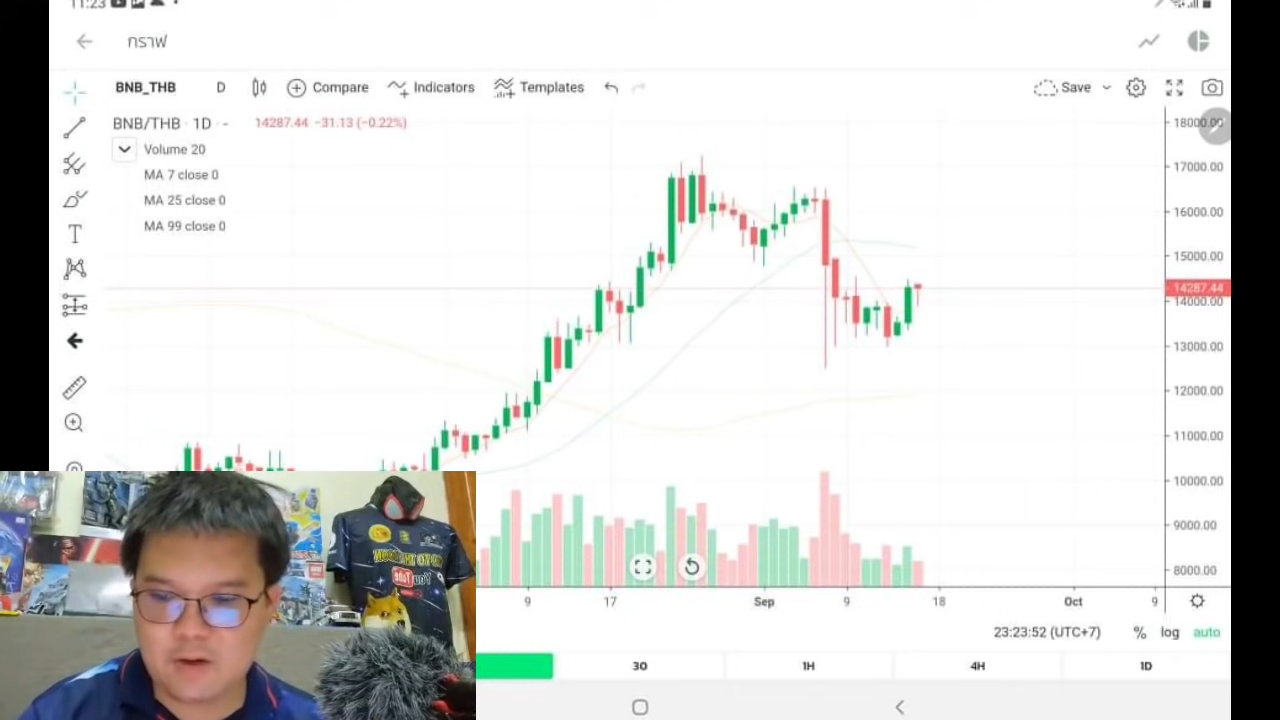 11:23
กราฟ
BNB_THB D Compare Indicators Templates Save
BNB/THB · 1D · 14287.44 −31.13 (−0.22%)
Volume 20
MA 7 close 0
MA 25 close 0
MA 99 close 0
18000.00
17000.00
16000.00
15000.00
14287.44
14000.00
13000.00
12000.00
11000.00
10000.00
9000.00
8000.00
9 17 Sep 9 18 Oct 9
23:23:52 (UTC+7) % log auto
30 1H 4H 1D
YouTube